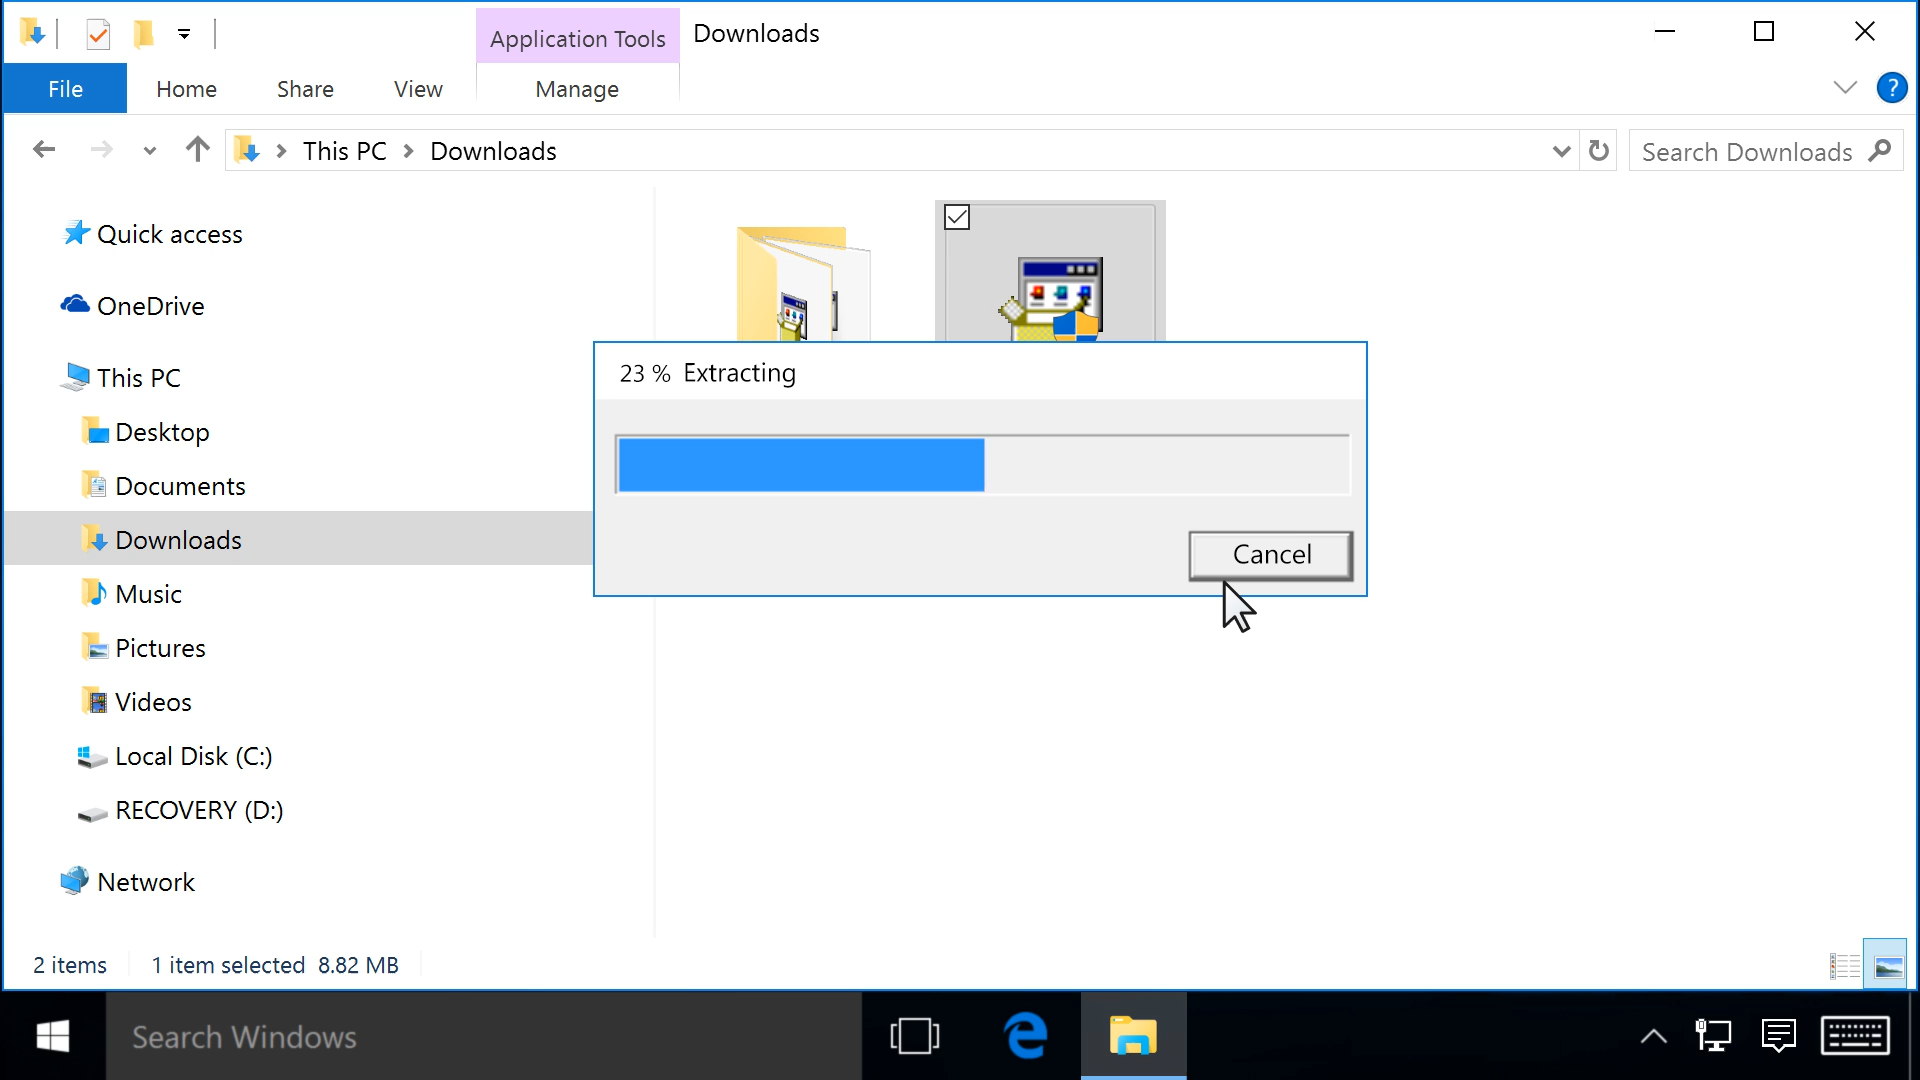 Application Tools
Downloads
File
Home
Share
View
Manage
?
This PC
Downloads
Search Downloads
Quick access
OneDrive
This PC
Desktop
Documents
Downloads
Music
Pictures
Videos
Local Disk (C:)
RECOVERY (D:)
Network
23 % Extracting
Cancel
2 items
1 item selected 8.82 MB
Search Windows